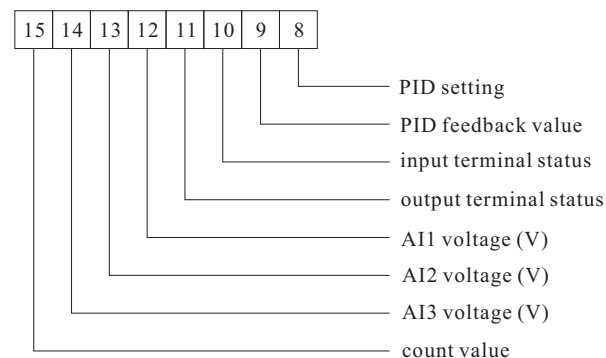 15 14 13 12 11 10 9 8
PID setting
PID feedback value
input terminal status
output terminal status
AI1 voltage (V)
AI2 voltage (V)
AI3 voltage (V)
count value